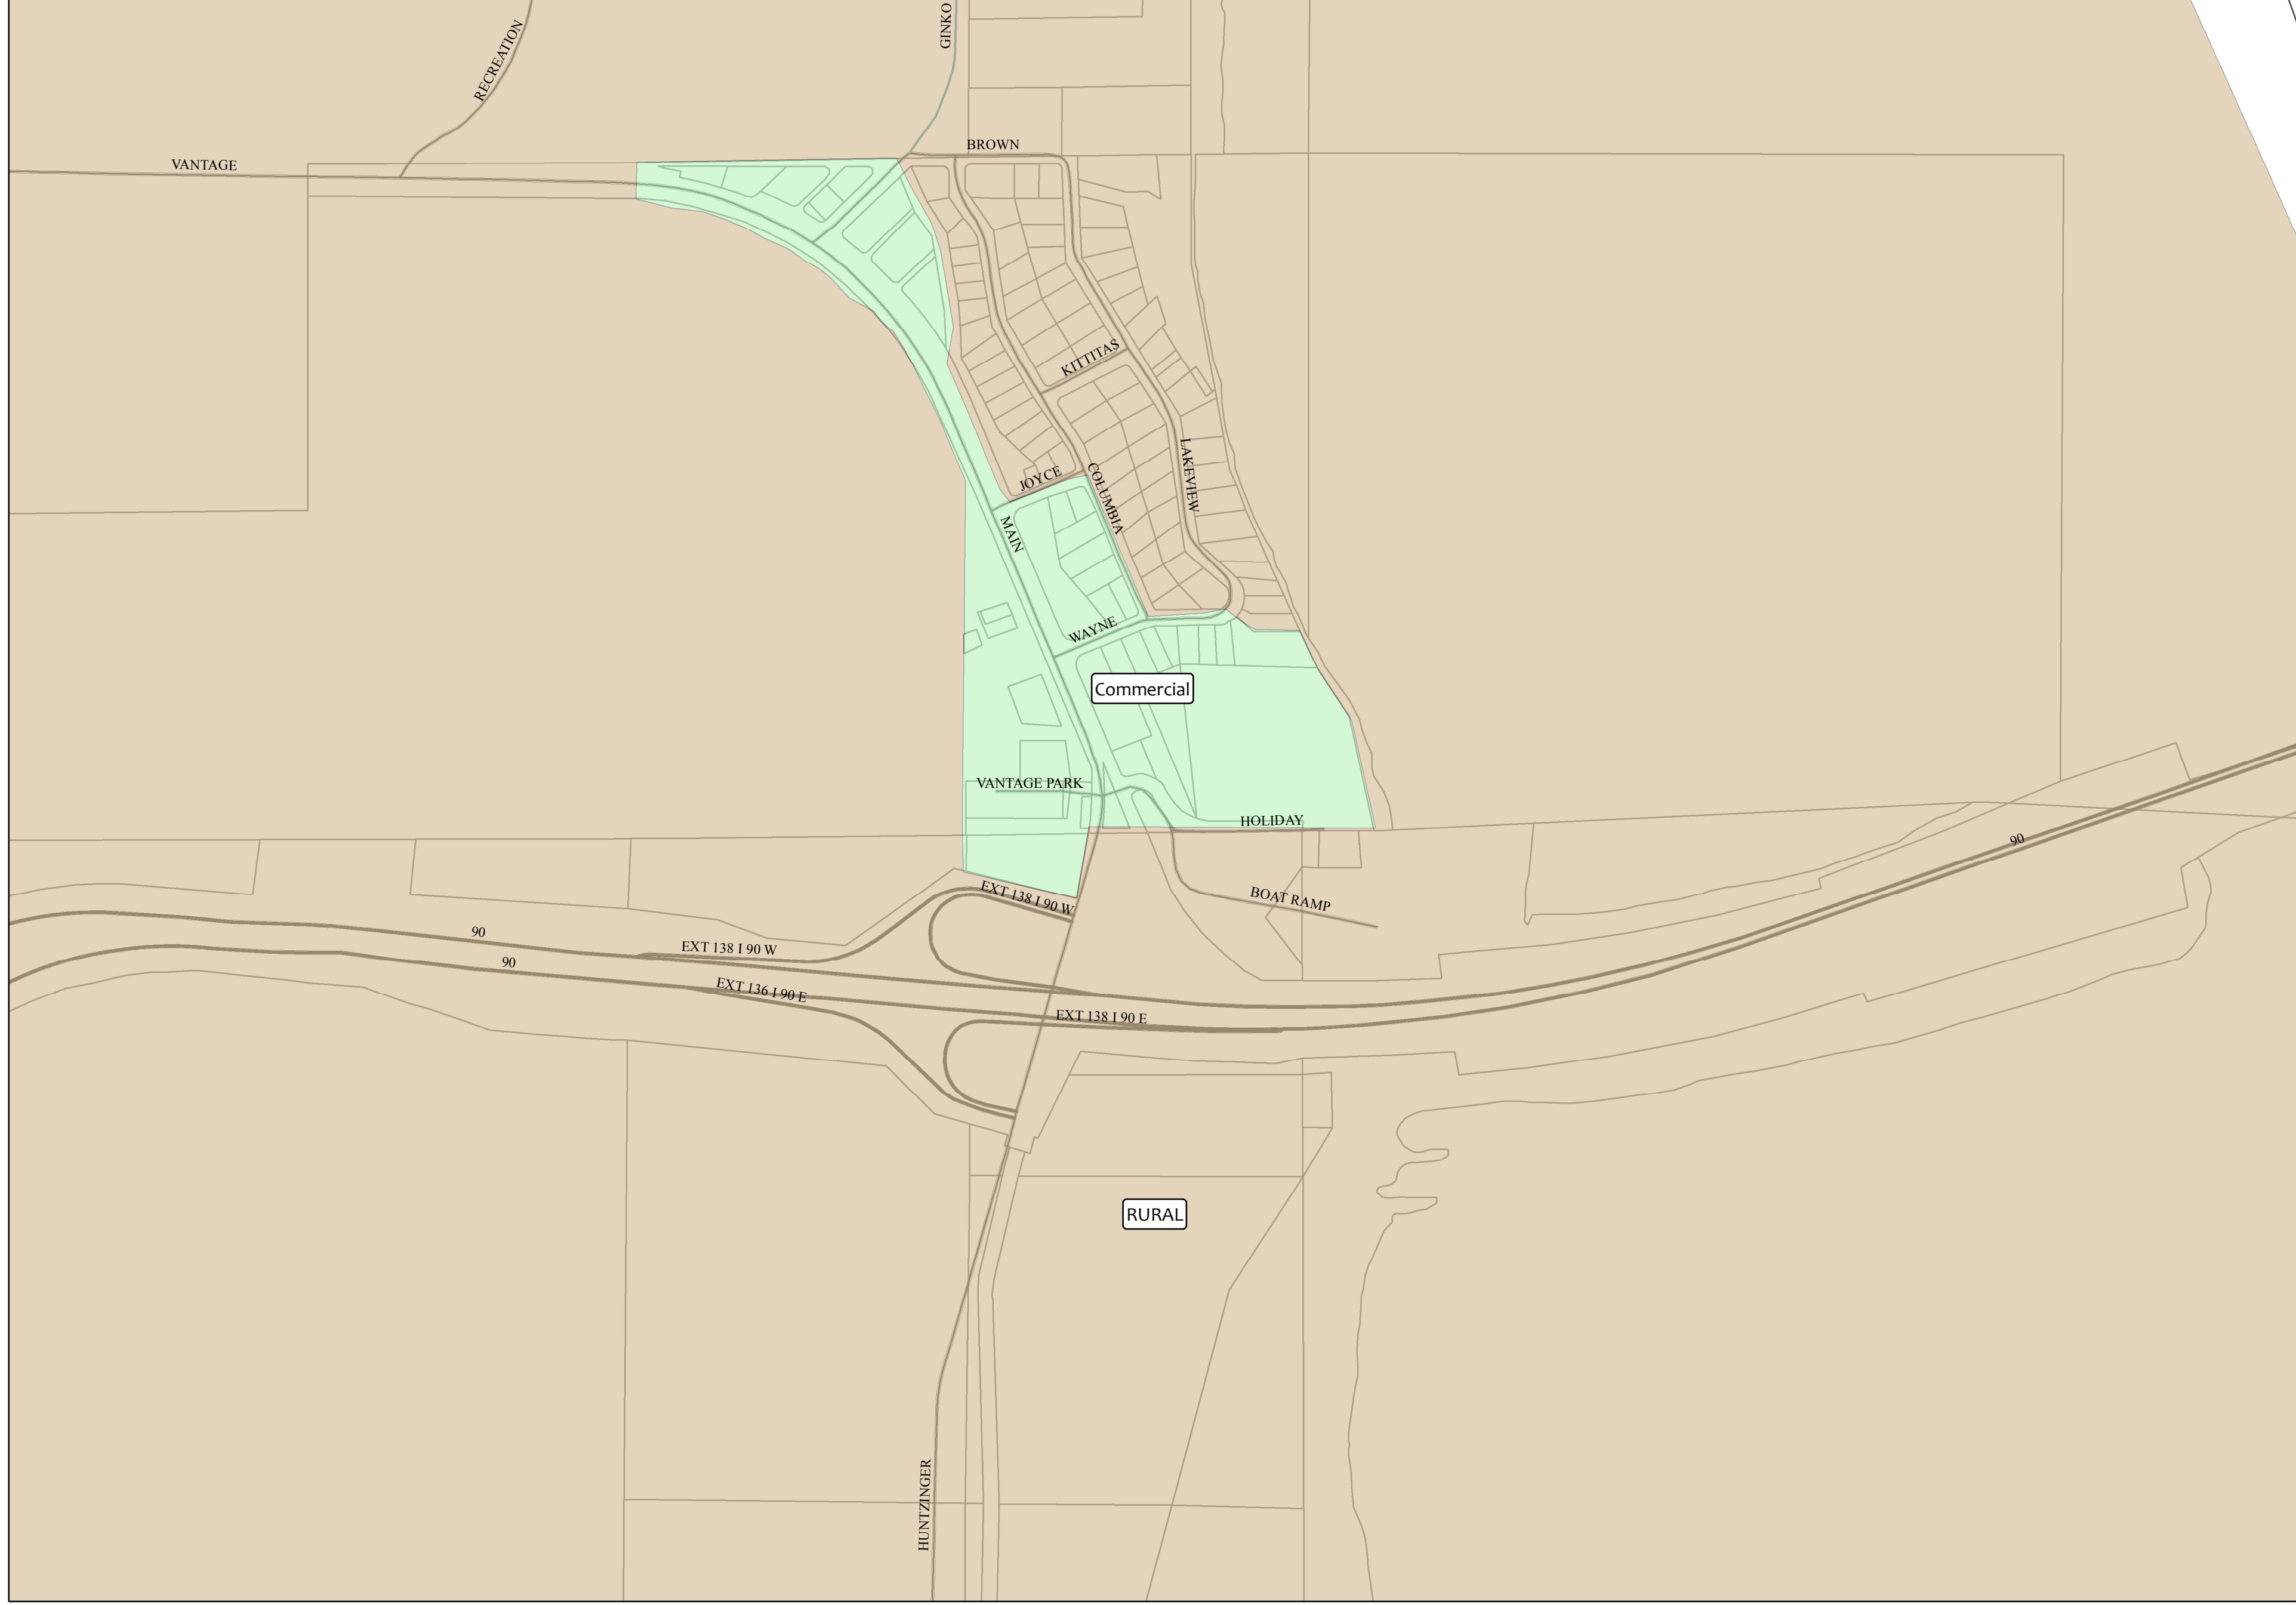 RECREATION
GINKO
BROWN
VANTAGE
KITTITAS
LAKEVIEW
COLUMBIA
JOYCE
MAIN
WAYNE
Commercial
VANTAGE PARK
HOLIDAY
90
EXT 138 I 90 W
BOAT RAMP
90
EXT 138 I 90 W
90
EXT 136 I 90 E
EXT 138 I 90 E
RURAL
HUNTZINGER